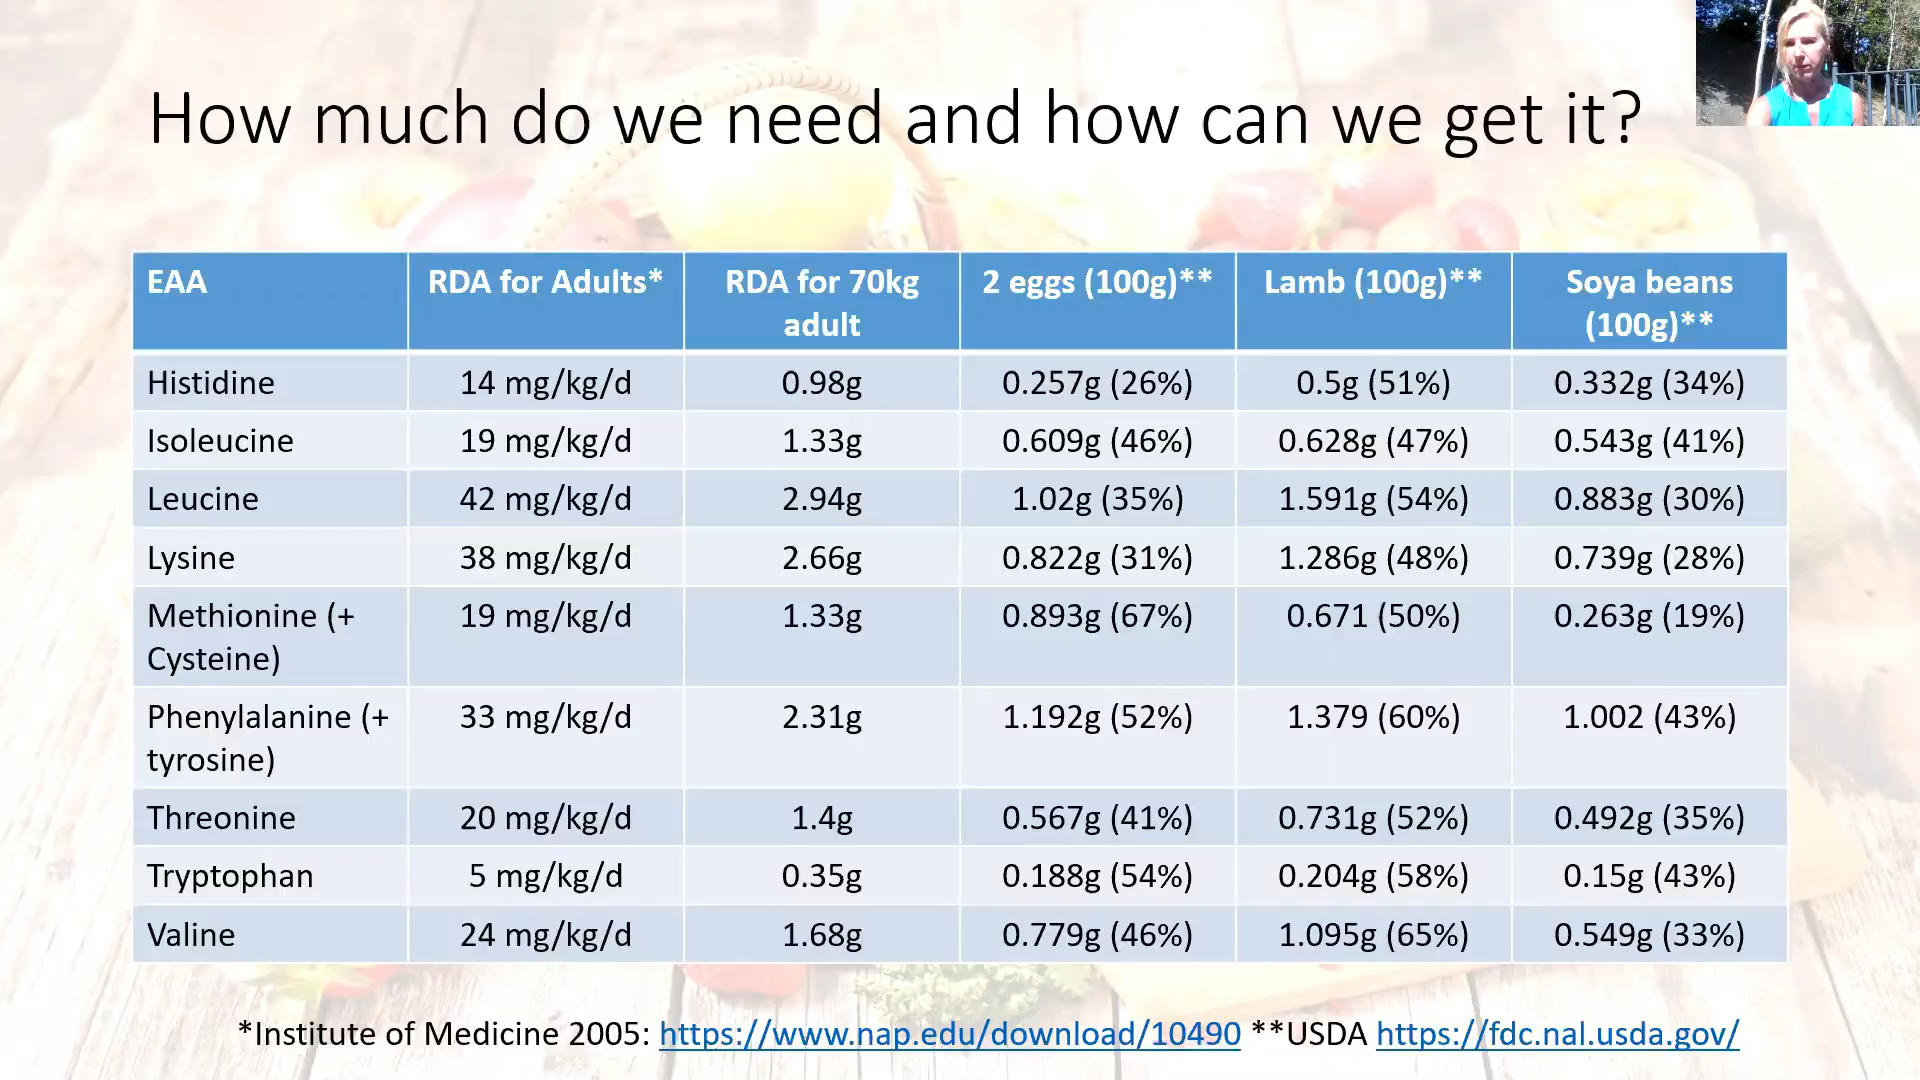 How much do we need and how can we get it?
EAA RDA for Adults* RDA for 70kg adult 2 eggs (100g)** Lamb (100g)** Soya beans (100g)**
Histidine 14 mg/kg/d 0.98g 0.257g (26%) 0.5g (51%) 0.332g (34%)
Isoleucine 19 mg/kg/d 1.33g 0.609g (46%) 0.628g (47%) 0.543g (41%)
Leucine 42 mg/kg/d 2.94g 1.02g (35%) 1.591g (54%) 0.883g (30%)
Lysine 38 mg/kg/d 2.66g 0.822g (31%) 1.286g (48%) 0.739g (28%)
Methionine (+ Cysteine) 19 mg/kg/d 1.33g 0.893g (67%) 0.671 (50%) 0.263g (19%)
Phenylalanine (+ tyrosine) 33 mg/kg/d 2.31g 1.192g (52%) 1.379 (60%) 1.002 (43%)
Threonine 20 mg/kg/d 1.4g 0.567g (41%) 0.731g (52%) 0.492g (35%)
Tryptophan 5 mg/kg/d 0.35g 0.188g (54%) 0.204g (58%) 0.15g (43%)
Valine 24 mg/kg/d 1.68g 0.779g (46%) 1.095g (65%) 0.549g (33%)
*Institute of Medicine 2005: https://www.nap.edu/download/10490 **USDA https://fdc.nal.usda.gov/